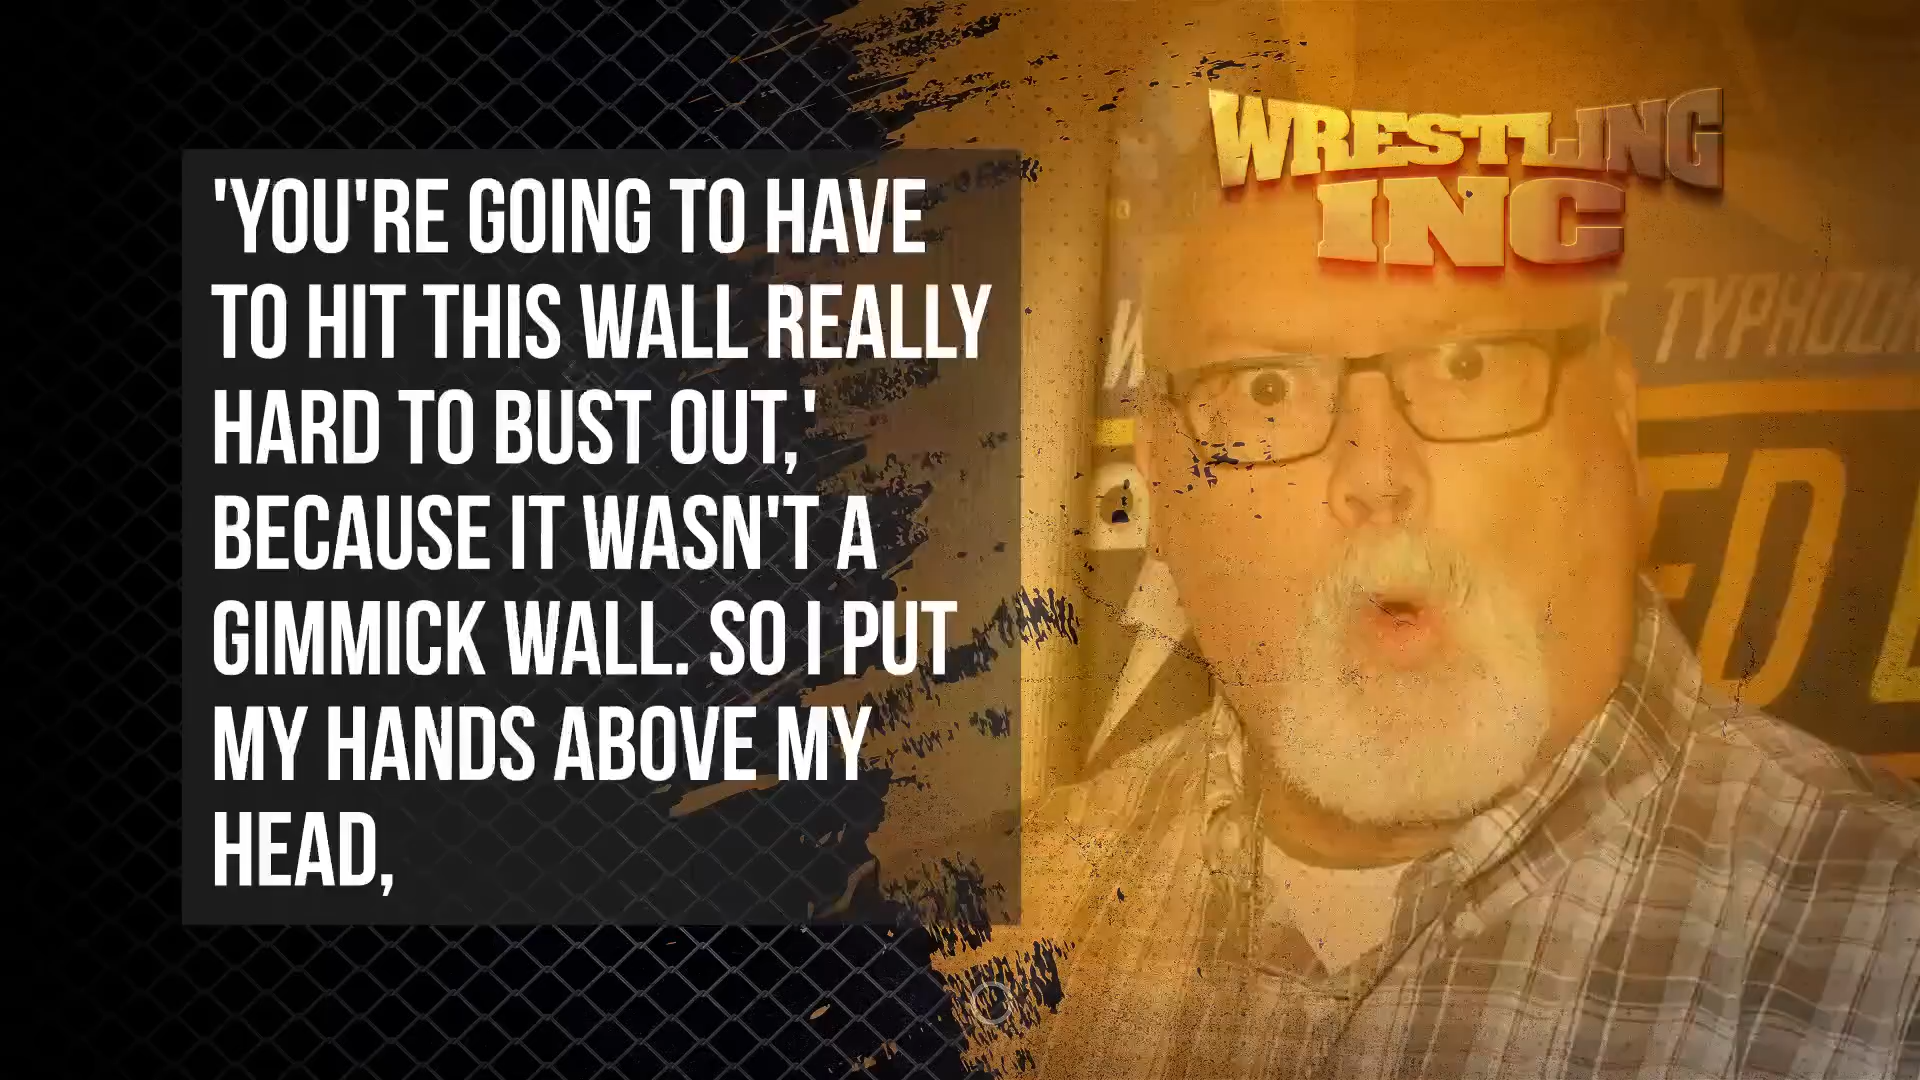 'YOU'RE GOING TO HAVE
TO HIT THIS WALL REALLY
HARD TO BUST OUT,'
BECAUSE IT WASN'T A
GIMMICK WALL. SO I PUT
MY HANDS ABOVE MY
HEAD,
WRESTLING
INC
TYPHOON